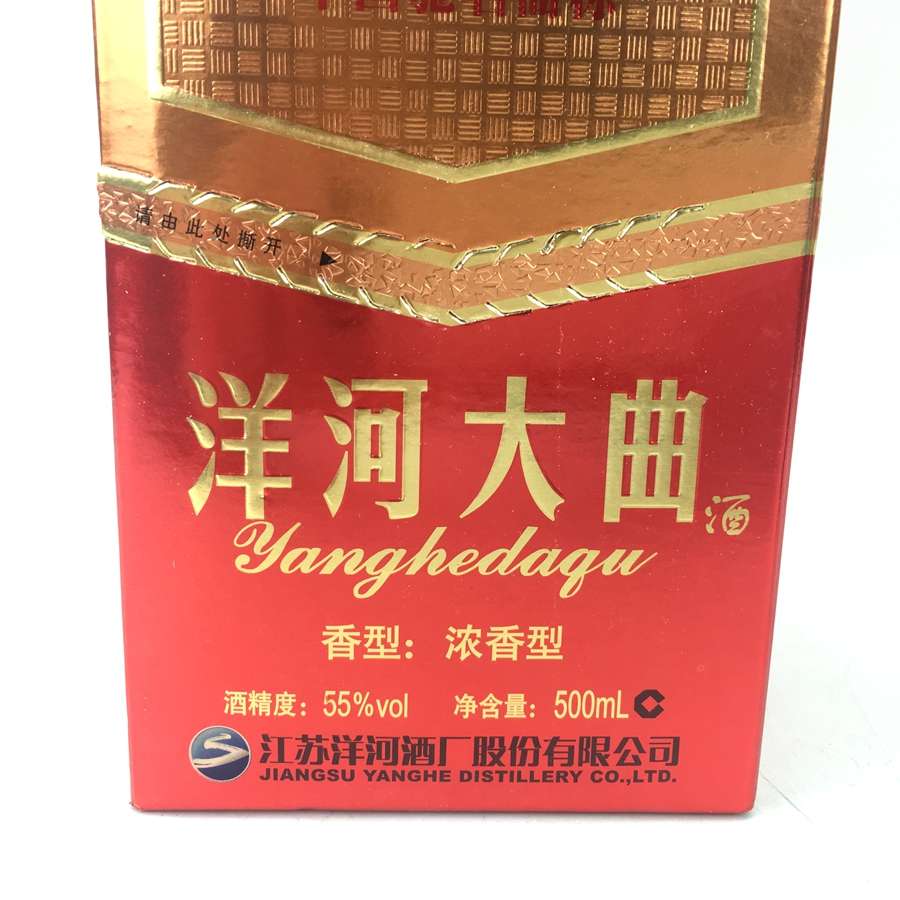 请由此处撕开
洋河大曲酒
Yanghedaqu
香型：浓香型
酒精度：55%vol 净含量：500mL
江苏洋河酒厂股份有限公司
JIANGSU YANGHE DISTILLERY CO.,LTD.